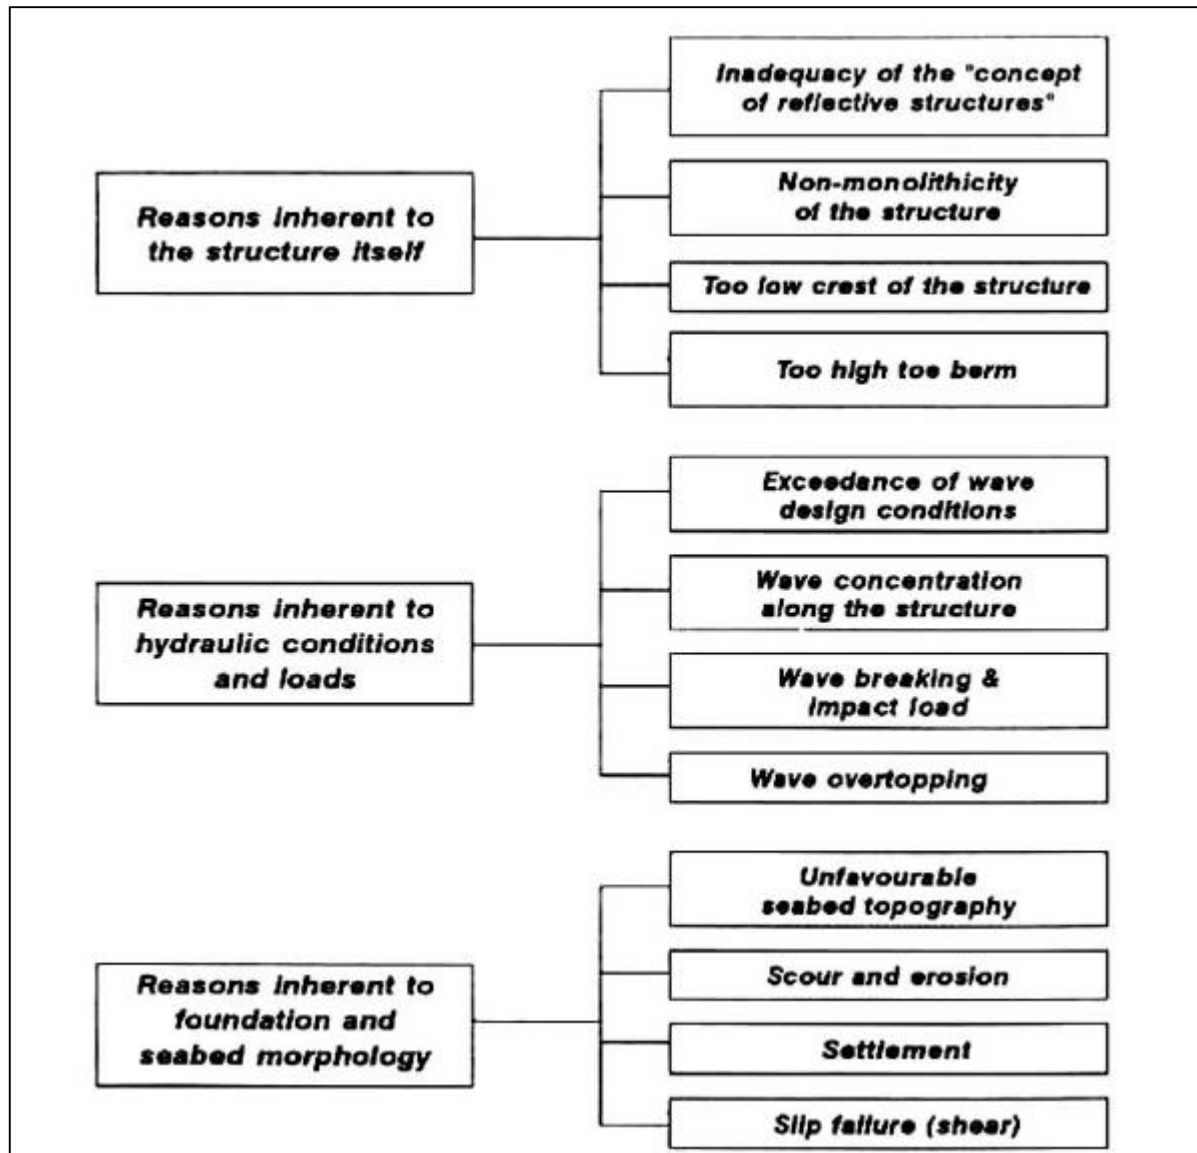 Reasons inherent to
the structure itself
Inadequacy of the "concept
of reflective structures"
Non-monolithicity
of the structure
Too low crest of the structure
Too high toe berm
Reasons inherent to
hydraulic conditions
and loads
Exceedance of wave
design conditions
Wave concentration
along the structure
Wave breaking &
impact load
Wave overtopping
Reasons inherent to
foundation and
seabed morphology
Unfavourable
seabed topography
Scour and erosion
Settlement
Slip failure (shear)